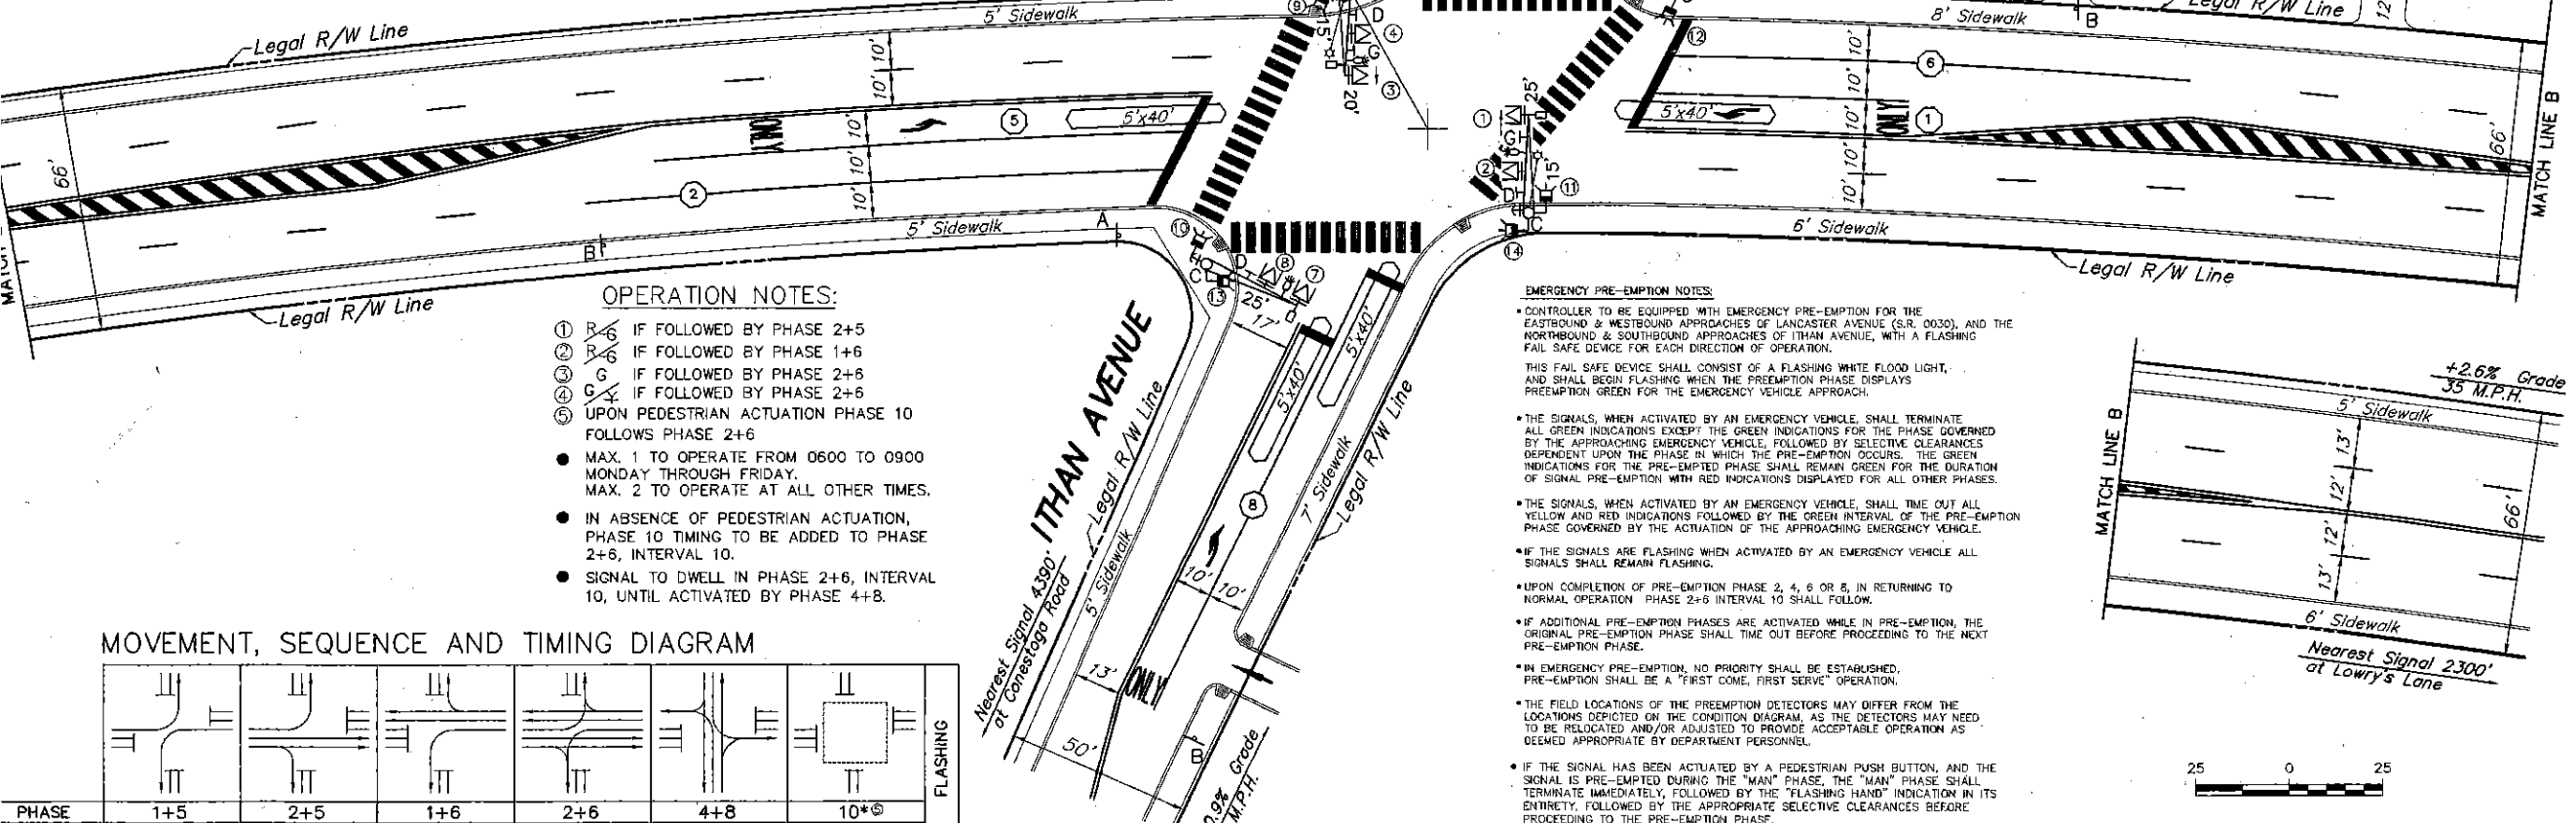 5' Sidewalk
8' Sidewalk
Legal R/W Line
Legal R/W Line
B
12'
9
15'
D
4
G
3
20'
12
10'
10'
10'
10'
10'
10'
6
66'
ONLY
5
5'x40'
10'
10'
2
1
G
25'
2
D
15'
11
C
14
5'x40'
ONLY
1
10'
10'
66'
MATCH LINE B
5' Sidewalk
A
B
Legal R/W Line
6' Sidewalk
Legal R/W Line
10
C
13
D
8
7
25'
17'
5'x40'
5'x40'
ITHAN AVENUE
Legal R/W Line
Legal R/W Line
7' Sidewalk
5' Sidewalk
8
10'
10'
13'
ONLY
50'
B
Nearest Signal 4390'
at Conestoga Road
Grade
M.P.H.
OPERATION NOTES:
① R/G IF FOLLOWED BY PHASE 2+5
② R/G IF FOLLOWED BY PHASE 1+6
③ G IF FOLLOWED BY PHASE 2+6
④ G/Y IF FOLLOWED BY PHASE 2+6
⑤ UPON PEDESTRIAN ACTUATION PHASE 10
FOLLOWS PHASE 2+6
● MAX. 1 TO OPERATE FROM 0600 TO 0900
MONDAY THROUGH FRIDAY.
MAX. 2 TO OPERATE AT ALL OTHER TIMES.
● IN ABSENCE OF PEDESTRIAN ACTUATION,
PHASE 10 TIMING TO BE ADDED TO PHASE
2+6, INTERVAL 10.
● SIGNAL TO DWELL IN PHASE 2+6, INTERVAL
10, UNTIL ACTIVATED BY PHASE 4+8.
MOVEMENT, SEQUENCE AND TIMING DIAGRAM
FLASHING
PHASE 1+5 2+5 1+6 2+6 4+8 10*⑤
EMERGENCY PRE-EMPTION NOTES:
• CONTROLLER TO BE EQUIPPED WITH EMERGENCY PRE-EMPTION FOR THE
EASTBOUND & WESTBOUND APPROACHES OF LANCASTER AVENUE (S.R. 0030), AND THE
NORTHBOUND & SOUTHBOUND APPROACHES OF ITHAN AVENUE, WITH A FLASHING
FAIL SAFE DEVICE FOR EACH DIRECTION OF OPERATION.
THIS FAIL SAFE DEVICE SHALL CONSIST OF A FLASHING WHITE FLOOD LIGHT,
AND SHALL BEGIN FLASHING WHEN THE PREEMPTION PHASE DISPLAYS
PREEMPTION GREEN FOR THE EMERGENCY VEHICLE APPROACH.
• THE SIGNALS, WHEN ACTIVATED BY AN EMERGENCY VEHICLE, SHALL TERMINATE
ALL GREEN INDICATIONS EXCEPT THE GREEN INDICATIONS FOR THE PHASE GOVERNED
BY THE APPROACHING EMERGENCY VEHICLE, FOLLOWED BY SELECTIVE CLEARANCES
DEPENDENT UPON THE PHASE IN WHICH THE PRE-EMPTION OCCURS. THE GREEN
INDICATIONS FOR THE PRE-EMPTED PHASE SHALL REMAIN GREEN FOR THE DURATION
OF SIGNAL PRE-EMPTION WITH RED INDICATIONS DISPLAYED FOR ALL OTHER PHASES.
• THE SIGNALS, WHEN ACTIVATED BY AN EMERGENCY VEHICLE, SHALL TIME OUT ALL
YELLOW AND RED INDICATIONS FOLLOWED BY THE GREEN INTERVAL OF THE PRE-EMPTION
PHASE GOVERNED BY THE ACTUATION OF THE APPROACHING EMERGENCY VEHICLE.
• IF THE SIGNALS ARE FLASHING WHEN ACTIVATED BY AN EMERGENCY VEHICLE ALL
SIGNALS SHALL REMAIN FLASHING.
• UPON COMPLETION OF PRE-EMPTION PHASE 2, 4, 6 OR 8, IN RETURNING TO
NORMAL OPERATION PHASE 2+6 INTERVAL 10 SHALL FOLLOW.
• IF ADDITIONAL PRE-EMPTION PHASES ARE ACTIVATED WHILE IN PRE-EMPTION, THE
ORIGINAL PRE-EMPTION PHASE SHALL TIME OUT BEFORE PROCEEDING TO THE NEXT
PRE-EMPTION PHASE.
• IN EMERGENCY PRE-EMPTION, NO PRIORITY SHALL BE ESTABLISHED,
PRE-EMPTION SHALL BE A "FIRST COME, FIRST SERVE" OPERATION.
• THE FIELD LOCATIONS OF THE PREEMPTION DETECTORS MAY DIFFER FROM THE
LOCATIONS DEPICTED ON THE CONDITION DIAGRAM, AS THE DETECTORS MAY NEED
TO BE RELOCATED AND/OR ADJUSTED TO PROVIDE ACCEPTABLE OPERATION AS
DEEMED APPROPRIATE BY DEPARTMENT PERSONNEL.
• IF THE SIGNAL HAS BEEN ACTUATED BY A PEDESTRIAN PUSH BUTTON, AND THE
SIGNAL IS PRE-EMPTED DURING THE "MAN" PHASE, THE "MAN" PHASE SHALL
TERMINATE IMMEDIATELY, FOLLOWED BY THE "FLASHING HAND" INDICATION IN ITS
ENTIRETY, FOLLOWED BY THE APPROPRIATE SELECTIVE CLEARANCES BEFORE
PROCEEDING TO THE PRE-EMPTION PHASE.
+2.6% Grade
35 M.P.H.
5' Sidewalk
MATCH LINE B
13'
12'
12'
13'
66'
6' Sidewalk
Nearest Signal 2300'
at Lowry's Lane
25 0 25